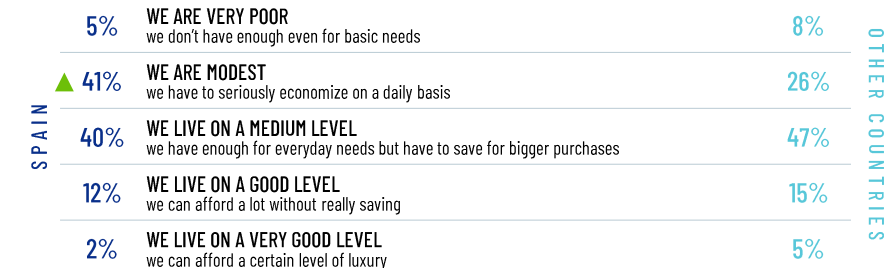 5%
WE ARE VERY POOR
we don't have enough even for basic needs
8%
41%
WE ARE MODEST
we have to seriously economize on a daily basis
26%
SPAIN
40%
WE LIVE ON A MEDIUM LEVEL
we have enough for everyday needs but have to save for bigger purchases
47%
OTHER COUNTRIES
12%
WE LIVE ON A GOOD LEVEL
we can afford a lot without really saving
15%
2%
WE LIVE ON A VERY GOOD LEVEL
we can afford a certain level of luxury
5%